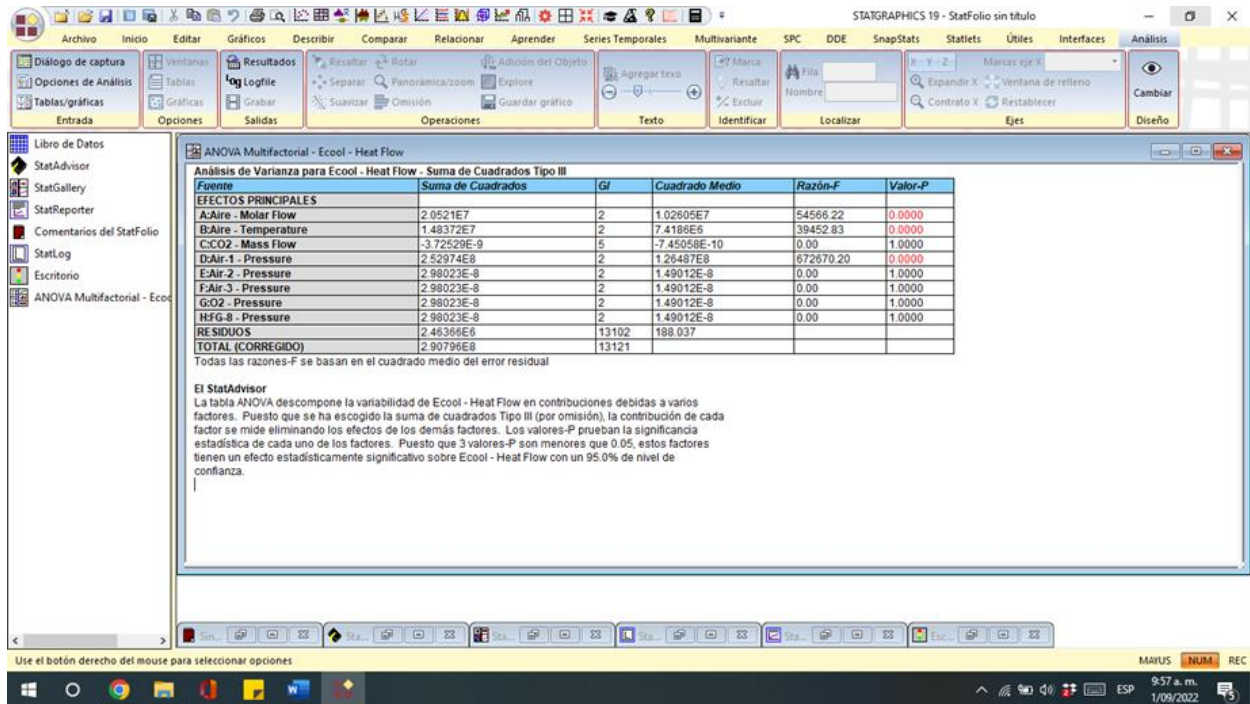 STATGRAPHICS 19 - StatFolio sin título
Archivo Inicio Editar Gráficos Describir Comparar Relacionar Aprender Series Temporales Multivariante SPC DDE SnapStats Statlets Útiles Interfaces Análisis
Diálogo de captura Ventanas Resultados Resaltar Rotar Adición del Objeto Agregar texo Marca Fila X Y Z Marcas eje X
Opciones de Análisis Tablas Logfile Separar Panorámica/zoom Explore Resaltar Nombre Expandir X Ventana de relleno Cambiar
Tablas/gráficas Gráficas Grabar Suavizar Omisión Guardar gráfico Excluir Contrato X Restablecer
Entrada Opciones Salidas Operaciones Texto Identificar Localizar Ejes Diseño
Libro de Datos
StatAdvisor
StatGallery
StatReporter
Comentarios del StatFolio
StatLog
Escritorio
ANOVA Multifactorial - Ecoo
ANOVA Multifactorial - Ecool - Heat Flow
Análisis de Varianza para Ecool - Heat Flow - Suma de Cuadrados Tipo III
Fuente Suma de Cuadrados Gl Cuadrado Medio Razón-F Valor-P
EFECTOS PRINCIPALES
A:Aire - Molar Flow 2.0521E7 2 1.02605E7 54566.22 0.0000
B:Aire - Temperature 1.48372E7 2 7.4186E6 39452.83 0.0000
C:CO2 - Mass Flow -3.72529E-9 5 -7.45058E-10 0.00 1.0000
D:Air-1 - Pressure 2.52974E8 2 1.26487E8 672670.20 0.0000
E:Air-2 - Pressure 2.98023E-8 2 1.49012E-8 0.00 1.0000
F:Air-3 - Pressure 2.98023E-8 2 1.49012E-8 0.00 1.0000
G:O2 - Pressure 2.98023E-8 2 1.49012E-8 0.00 1.0000
H:FG-8 - Pressure 2.98023E-8 2 1.49012E-8 0.00 1.0000
RESIDUOS 2.46366E6 13102 188.037
TOTAL (CORREGIDO) 2.90796E8 13121
Todas las razones-F se basan en el cuadrado medio del error residual
El StatAdvisor
La tabla ANOVA descompone la variabilidad de Ecool - Heat Flow en contribuciones debidas a varios
factores. Puesto que se ha escogido la suma de cuadrados Tipo III (por omisión), la contribución de cada
factor se mide eliminando los efectos de los demás factores. Los valores-P prueban la significancia
estadística de cada uno de los factores. Puesto que 3 valores-P son menores que 0.05, estos factores
tienen un efecto estadísticamente significativo sobre Ecool - Heat Flow con un 95.0% de nivel de
confianza.
Sin... Sta... Sta... Sta... Sta... Esc...
Use el botón derecho del mouse para seleccionar opciones
MAYUS NUM REC
ESP 9:57 a. m.
1/09/2022